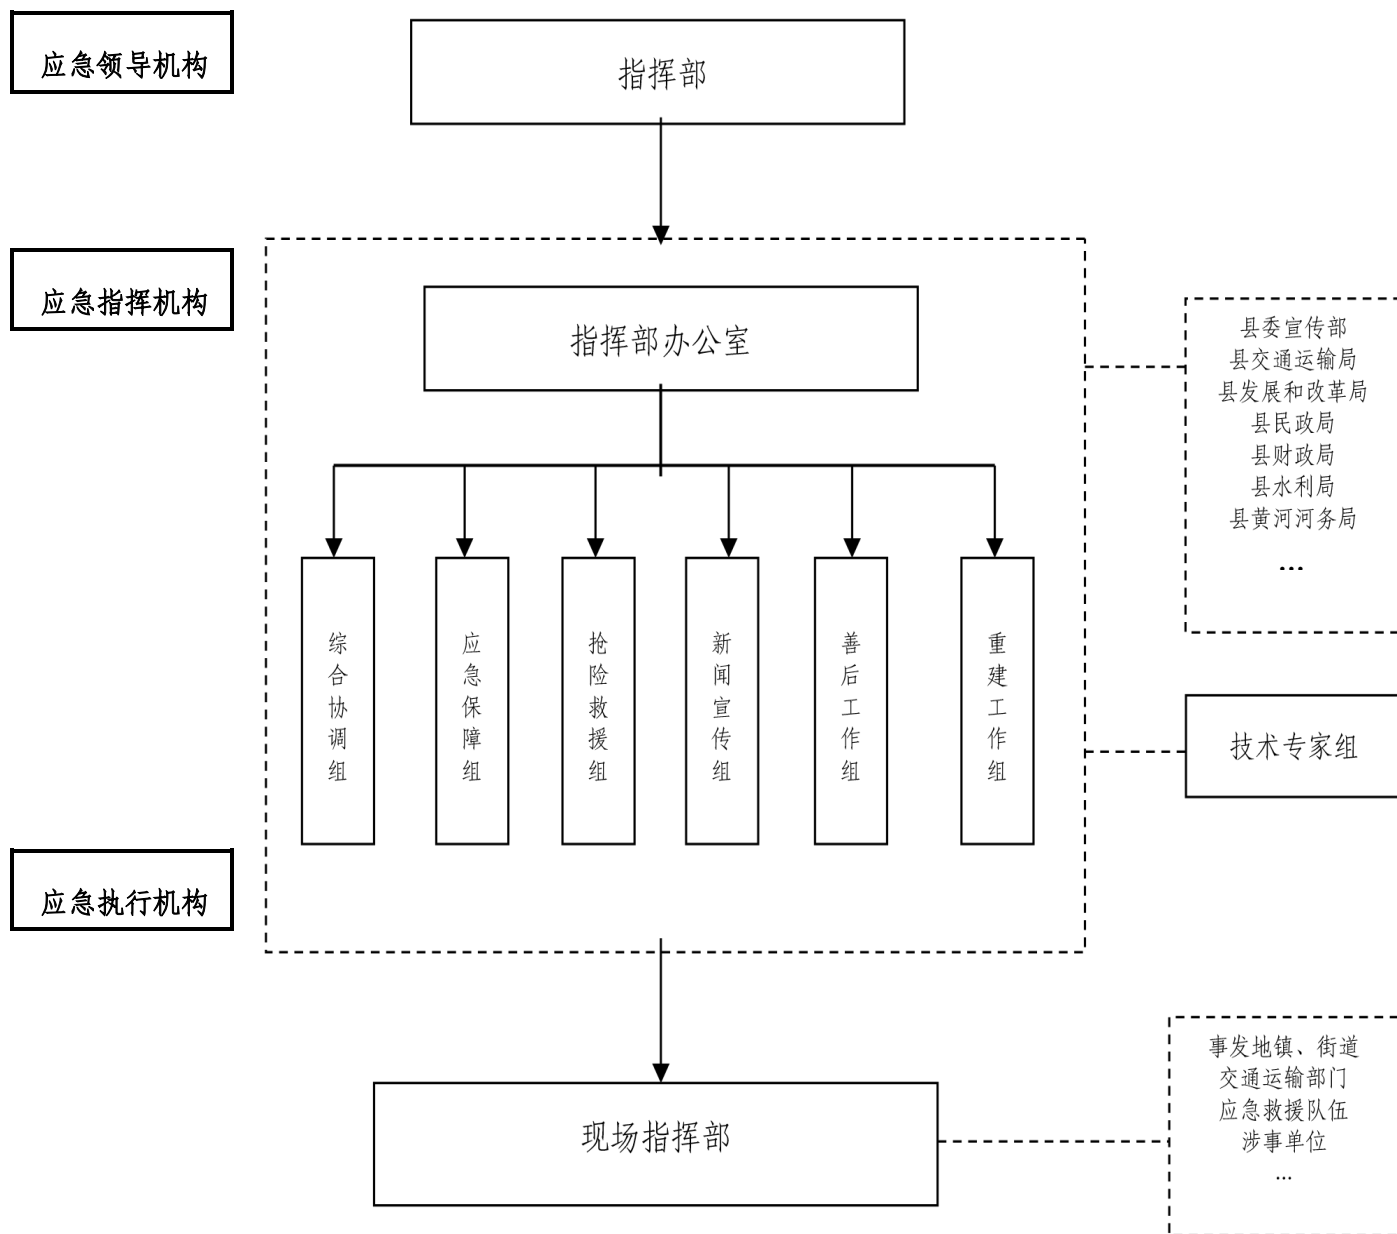 应急领导机构
指挥部
应急指挥机构
指挥部办公室
县委宣传部
县交通运输局
县发展和改革局
县民政局
县财政局
县水利局
县黄河河务局
...
综合协调组
应急保障组
抢险救援组
新闻宣传组
善后工作组
重建工作组
技术专家组
应急执行机构
现场指挥部
事发地镇、街道
交通运输部门
应急救援队伍
涉事单位
...